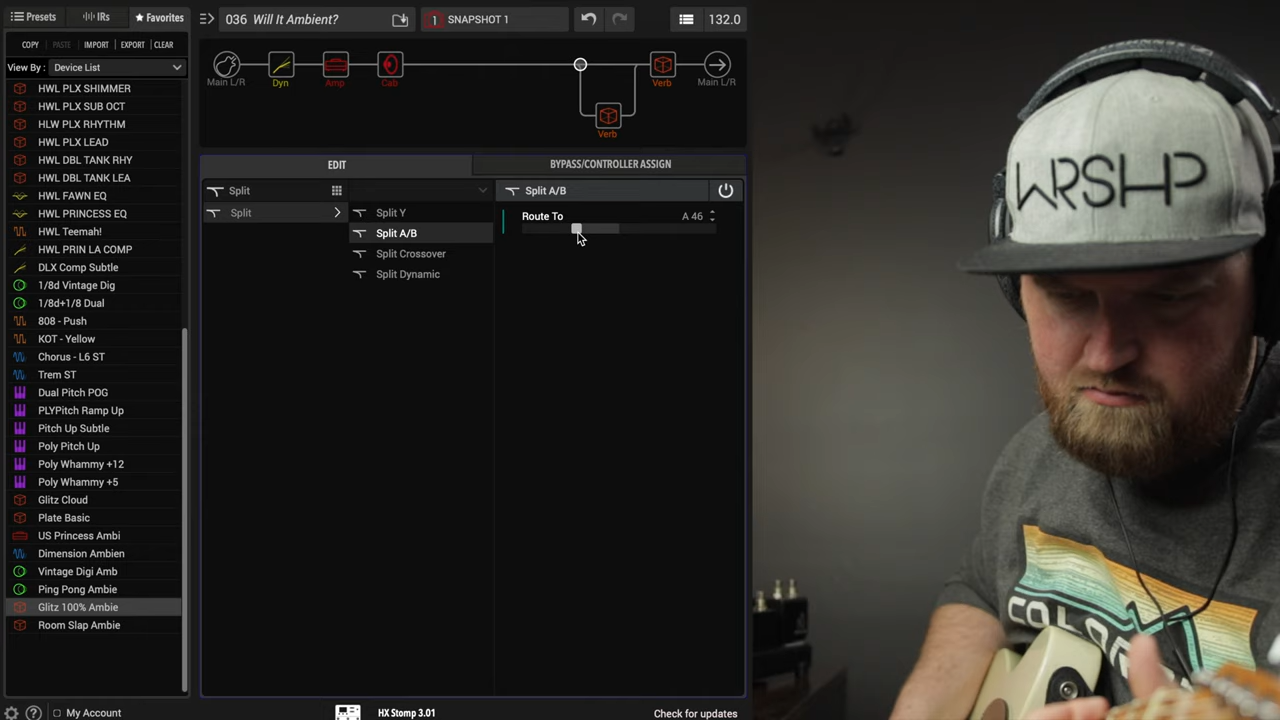 Presets
IRs
Favorites
036 Will It Ambient?
1
SNAPSHOT 1
132.0
COPY
PASTE
IMPORT
EXPORT
CLEAR
View By:
Device List
Main L/R
Dyn
Amp
Cab
Verb
Main L/R
Verb
HWL PLX SHIMMER
HWL PLX SUB OCT
HLW PLX RHYTHM
HWL PLX LEAD
HWL DBL TANK RHY
HWL DBL TANK LEA
HWL FAWN EQ
HWL PRINCESS EQ
HWL Teemah!
HWL PRIN LA COMP
DLX Comp Subtle
1/8d Vintage Dig
1/8d+1/8 Dual
808 - Push
KOT - Yellow
Chorus - L6 ST
Trem ST
Dual Pitch POG
PLYPitch Ramp Up
Pitch Up Subtle
Poly Pitch Up
Poly Whammy +12
Poly Whammy +5
Glitz Cloud
Plate Basic
US Princess Ambi
Dimension Ambien
Vintage Digi Amb
Ping Pong Ambie
Glitz 100% Ambie
Room Slap Ambie
EDIT
BYPASS/CONTROLLER ASSIGN
Split
Split
Split Y
Split A/B
Split Crossover
Split Dynamic
Split A/B
Route To
A 46
My Account
HX Stomp 3.01
Check for updates
WRSHP